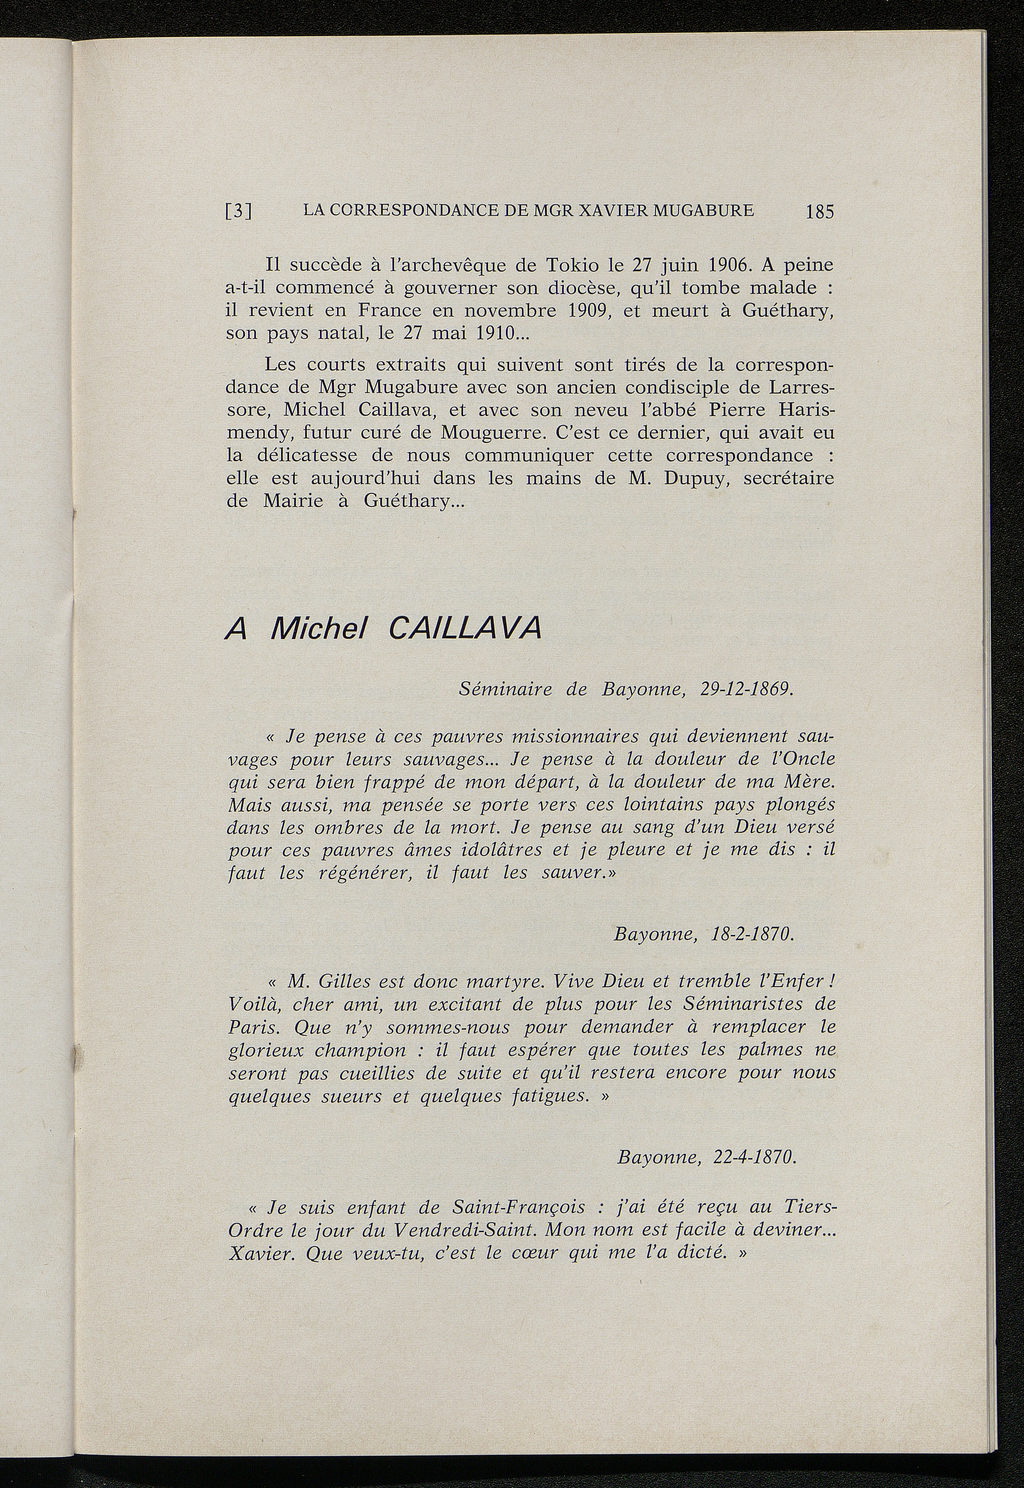 [3] LA CORRESPONDANCE DE MGR XAVIER MUGABURE 185
Il succède à l'archevêque de Tokio le 27 juin 1906. A peine
a-t-il commencé à gouverner son diocèse, qu'il tombe malade :
il revient en France en novembre 1909, et meurt à Guéthary,
son pays natal, le 27 mai 1910...
Les courts extraits qui suivent sont tirés de la correspon-
dance de Mgr Mugabure avec son ancien condisciple de Larres-
sore, Michel Caillava, et avec son neveu l'abbé Pierre Haris-
mendy, futur curé de Mouguerre. C'est ce dernier, qui avait eu
la délicatesse de nous communiquer cette correspondance :
elle est aujourd'hui dans les mains de M. Dupuy, secrétaire
de Mairie à Guéthary...
A Michel CAILLAVA
Séminaire de Bayonne, 29-12-1869.
« Je pense à ces pauvres missionnaires qui deviennent sau-
vages pour leurs sauvages... Je pense à la douleur de l'Oncle
qui sera bien frappé de mon départ, à la douleur de ma Mère.
Mais aussi, ma pensée se porte vers ces lointains pays plongés
dans les ombres de la mort. Je pense au sang d'un Dieu versé
pour ces pauvres âmes idolâtres et je pleure et je me dis : il
faut les régénérer, il faut les sauver.»
Bayonne, 18-2-1870.
« M. Gilles est donc martyre. Vive Dieu et tremble l'Enfer !
Voilà, cher ami, un excitant de plus pour les Séminaristes de
Paris. Que n'y sommes-nous pour demander à remplacer le
glorieux champion : il faut espérer que toutes les palmes ne
seront pas cueillies de suite et qu'il restera encore pour nous
quelques sueurs et quelques fatigues. »
Bayonne, 22-4-1870.
« Je suis enfant de Saint-François : j'ai été reçu au Tiers-
Ordre le jour du Vendredi-Saint. Mon nom est facile à deviner...
Xavier. Que veux-tu, c'est le cœur qui me l'a dicté. »